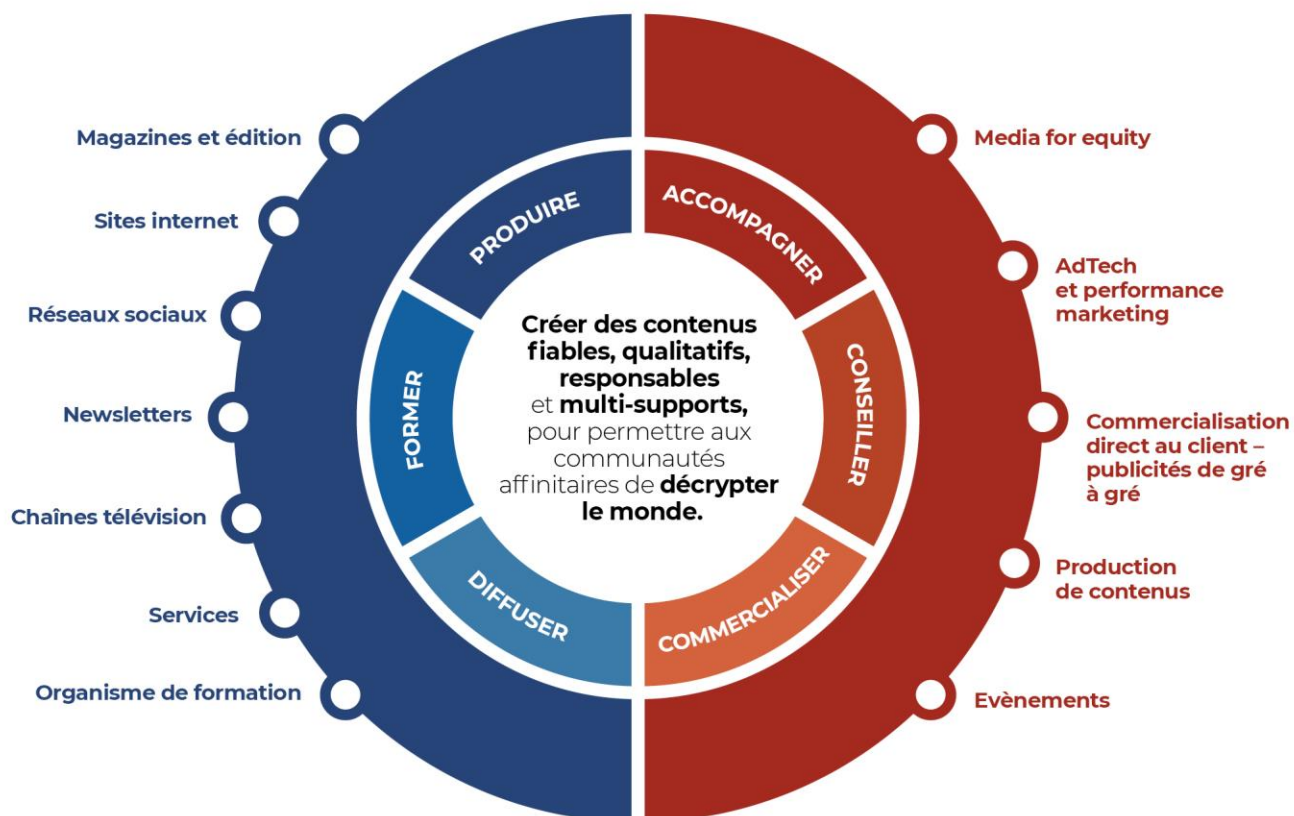 Magazines et édition
Sites internet
Réseaux sociaux
Newsletters
Chaînes télévision
Services
Organisme de formation
PRODUIRE
FORMER
DIFFUSER
Créer des contenus
fiables, qualitatifs,
responsables
et multi-supports,
pour permettre aux
communautés
affinitaires de décrypter
le monde.
ACCOMPAGNER
CONSEILLER
COMMERCIALISER
Media for equity
AdTech
et performance
marketing
Commercialisation
direct au client –
publicités de gré
à gré
Production
de contenus
Evènements